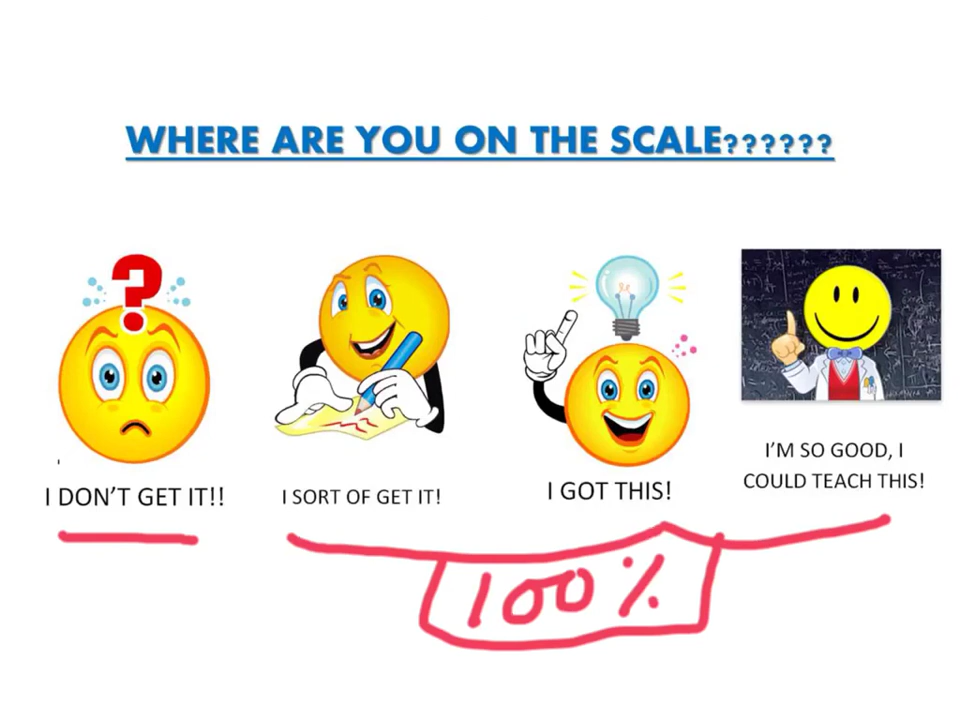 WHERE ARE YOU ON THE SCALE??????
?
I DON'T GET IT!!
I SORT OF GET IT!
I GOT THIS!
I'M SO GOOD, I
COULD TEACH THIS!
100%